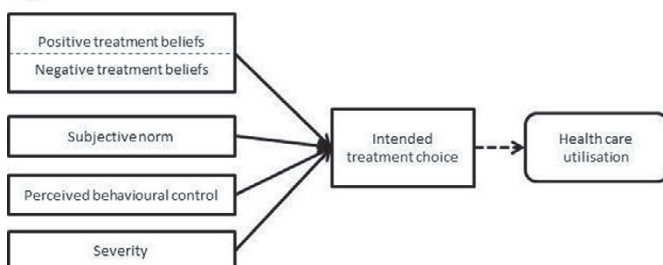 Positive treatment beliefs
Negative treatment beliefs
Subjective norm
Perceived behavioural control
Severity
Intended
treatment choice
Health care
utilisation